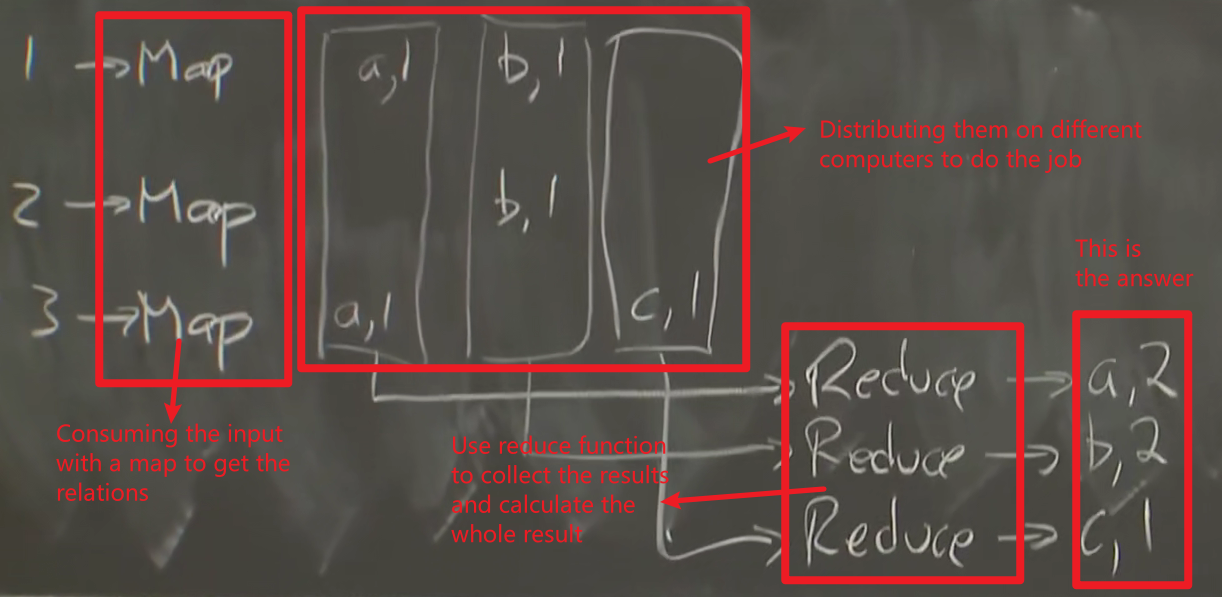 1 → Map a,1 b,1
2 → Map b,1
3 → Map a,1 c,1
Distributing them on different
computers to do the job
This is
the answer
Consuming the input
with a map to get the
relations
Use reduce function
to collect the results
and calculate the
whole result
Reduce → a,2
Reduce → b,2
Reduce → c,1